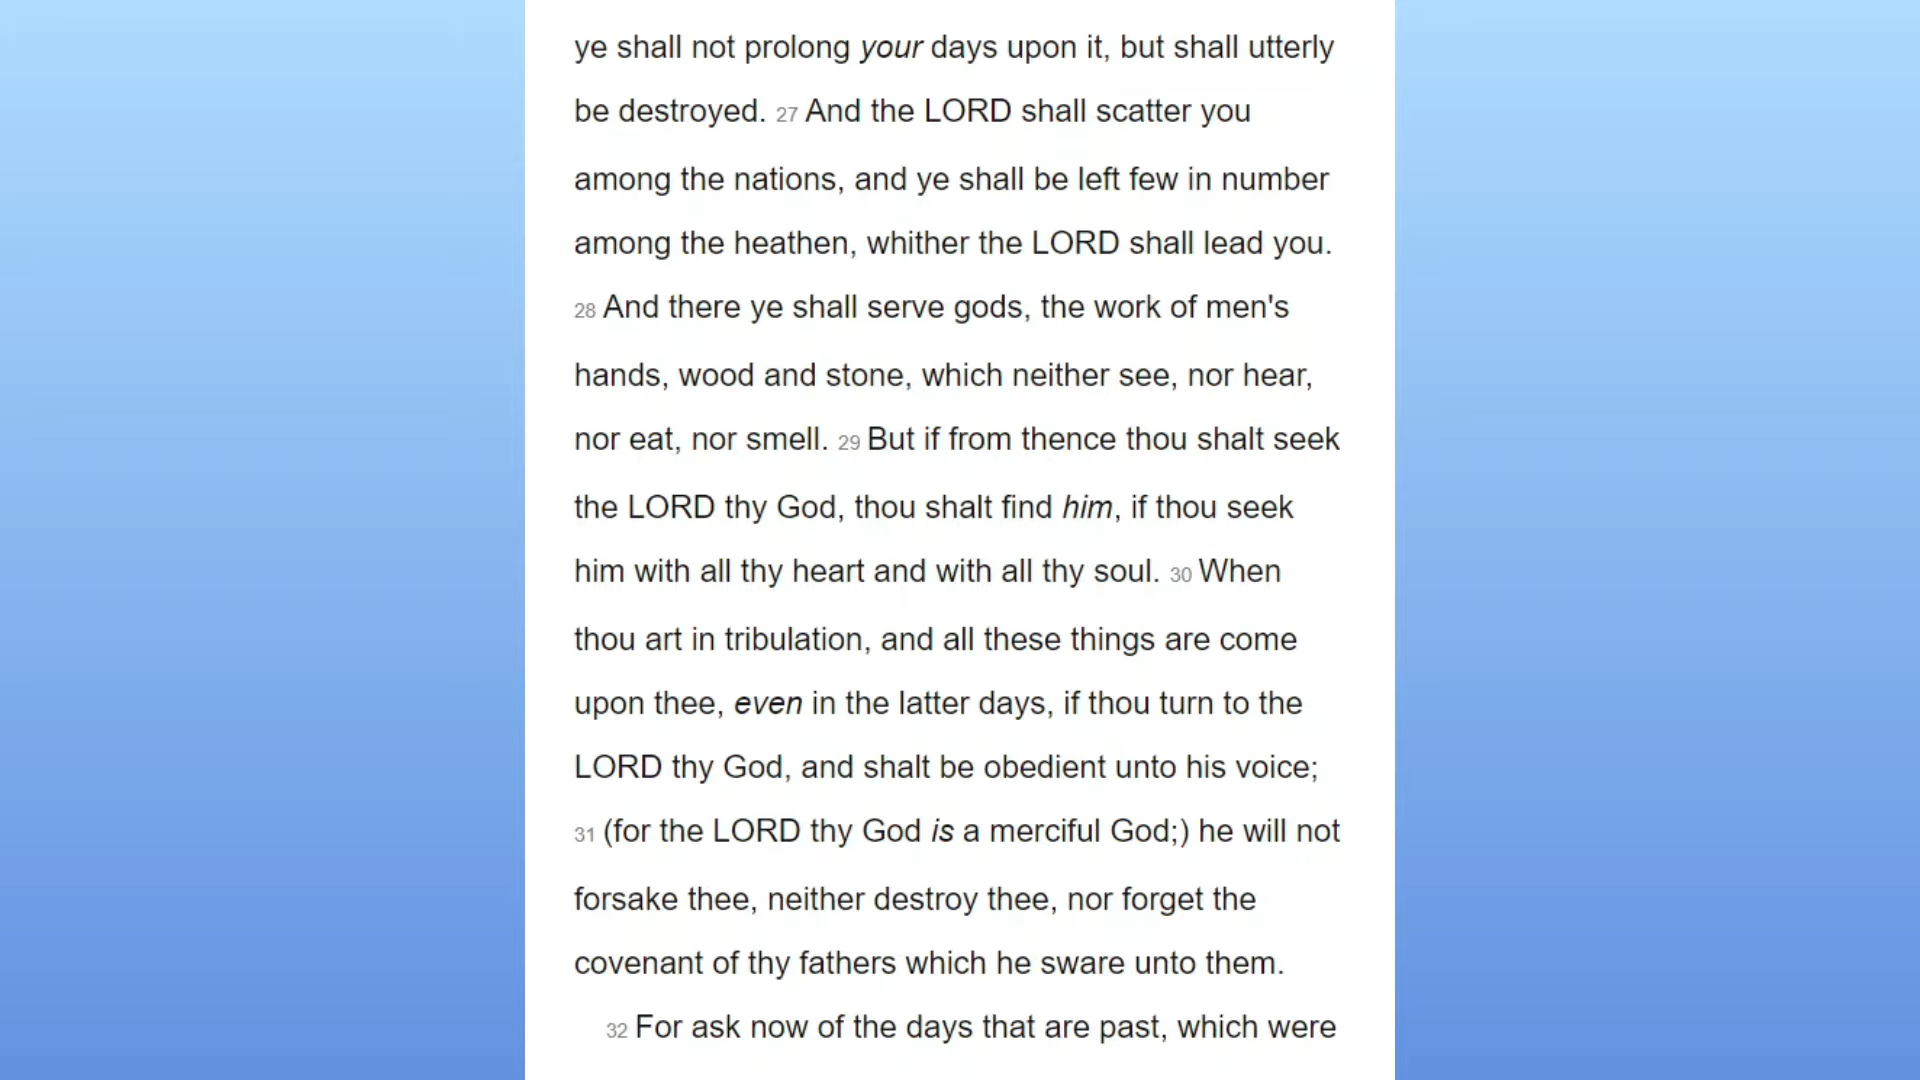 ye shall not prolong your days upon it, but shall utterly
be destroyed. 27 And the LORD shall scatter you
among the nations, and ye shall be left few in number
among the heathen, whither the LORD shall lead you.
28 And there ye shall serve gods, the work of men's
hands, wood and stone, which neither see, nor hear,
nor eat, nor smell. 29 But if from thence thou shalt seek
the LORD thy God, thou shalt find him, if thou seek
him with all thy heart and with all thy soul. 30 When
thou art in tribulation, and all these things are come
upon thee, even in the latter days, if thou turn to the
LORD thy God, and shalt be obedient unto his voice;
31 (for the LORD thy God is a merciful God;) he will not
forsake thee, neither destroy thee, nor forget the
covenant of thy fathers which he sware unto them.
32 For ask now of the days that are past, which were